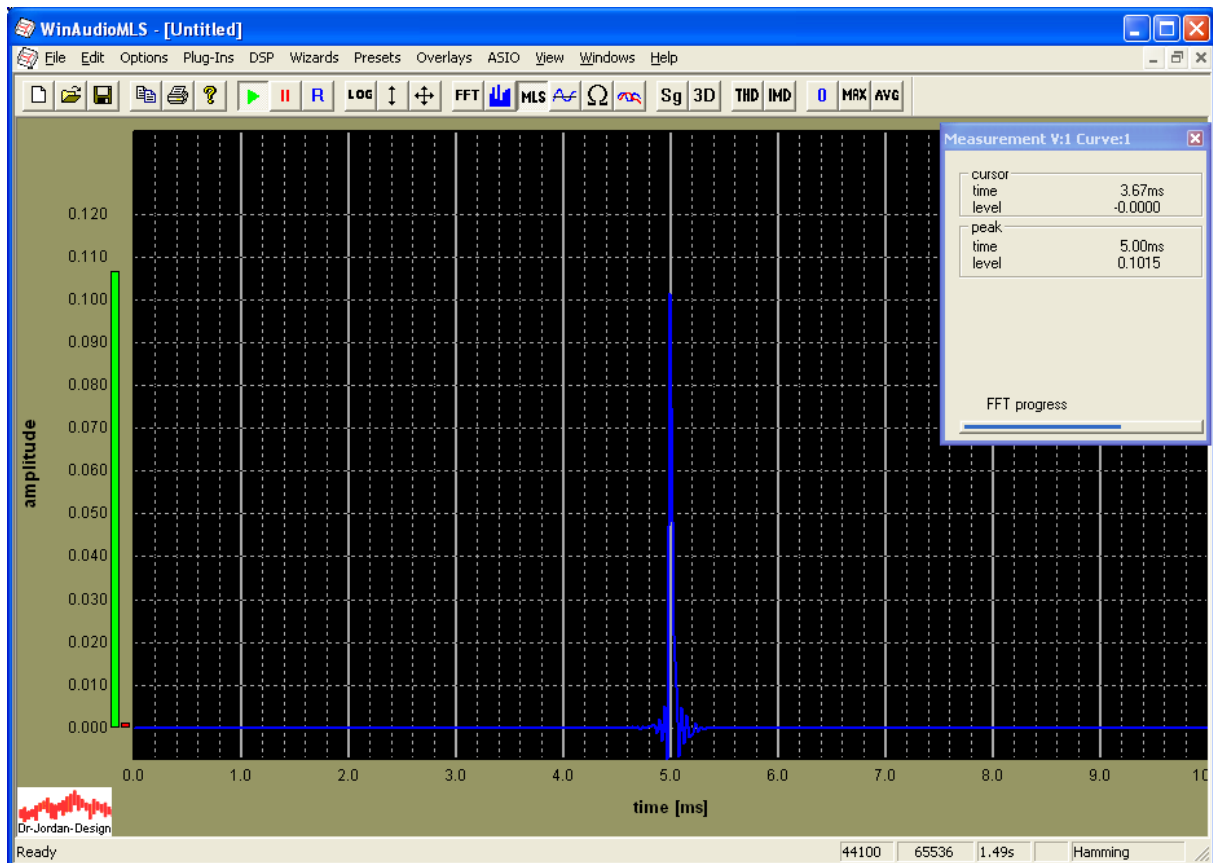 WinAudioMLS - [Untitled]
File Edit Options Plug-Ins DSP Wizards Presets Overlays ASIO View Windows Help
R LOG FFT MLS Ω Sg 3D THD IMD 0 MAX AVG
Measurement V:1 Curve:1
cursor
time 3.67ms
level -0.0000
peak
time 5.00ms
level 0.1015
FFT progress
0.120
0.110
0.100
0.090
0.080
0.070
0.060
0.050
0.040
0.030
0.020
0.010
0.000
amplitude
0.0 1.0 2.0 3.0 4.0 5.0 6.0 7.0 8.0 9.0 10
time [ms]
Dr-Jordan-Design
Ready 44100 65536 1.49s Hamming